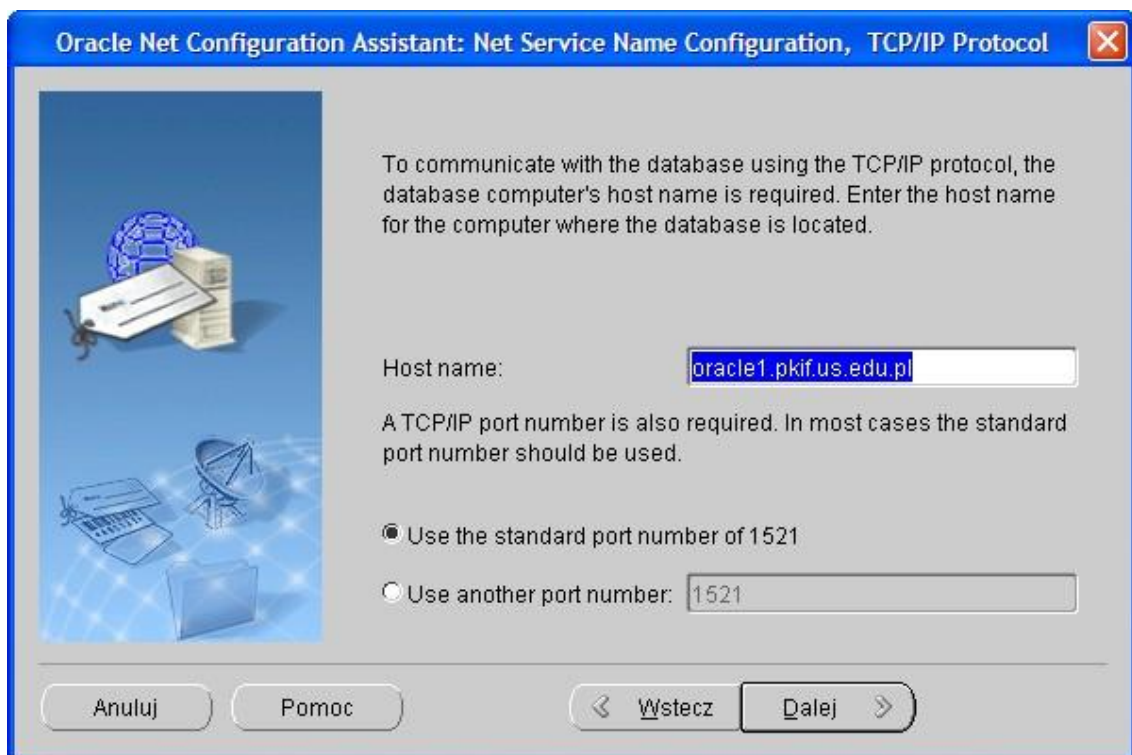 Oracle Net Configuration Assistant: Net Service Name Configuration, TCP/IP Protocol
To communicate with the database using the TCP/IP protocol, the
database computer's host name is required. Enter the host name
for the computer where the database is located.
Host name: oracle1.pkif.us.edu.pl
A TCP/IP port number is also required. In most cases the standard
port number should be used.
Use the standard port number of 1521
Use another port number: 1521
Anuluj Pomoc Wstecz Dalej